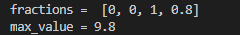 fractions =  [0, 0, 1, 0.8]
max_value = 9.8